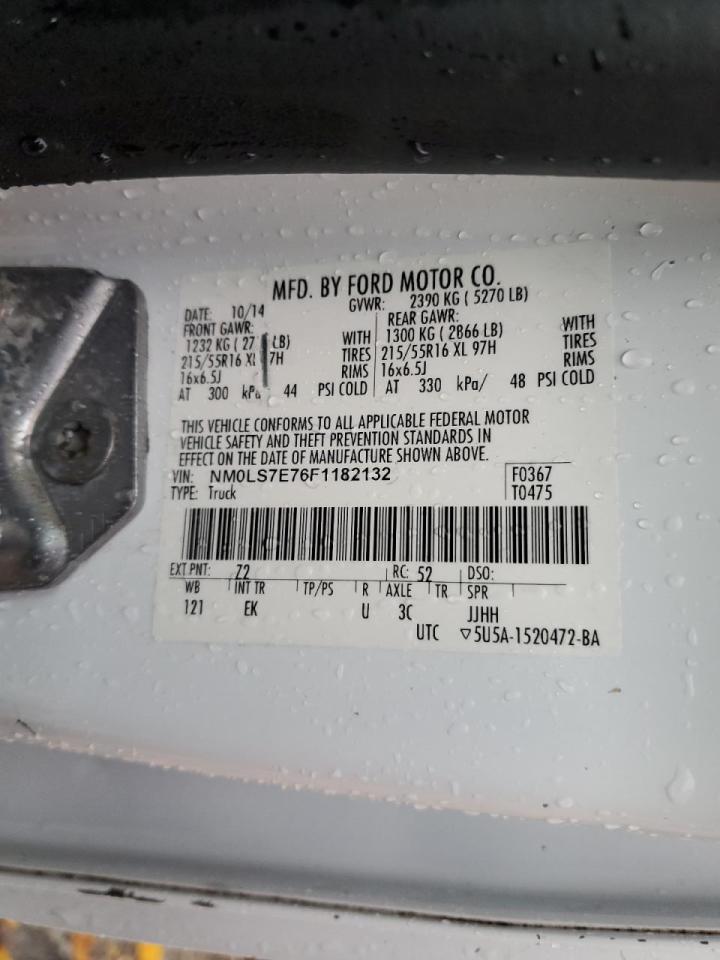 MFD. BY FORD MOTOR CO.
DATE: 10/14 GVWR: 2390 KG ( 5270 LB)
FRONT GAWR: REAR GAWR:
1232 KG ( 27 LB) WITH 1300 KG ( 2866 LB) WITH
215/55R16 XL 7H TIRES 215/55R16 XL 97H TIRES
16x6.5J RIMS 16x6.5J RIMS
AT 300 kPa/ 44 PSI COLD AT 330 kPa/ 48 PSI COLD
THIS VEHICLE CONFORMS TO ALL APPLICABLE FEDERAL MOTOR
VEHICLE SAFETY AND THEFT PREVENTION STANDARDS IN
EFFECT ON THE DATE OF MANUFACTURE SHOWN ABOVE.
VIN: NM0LS7E76F1182132 F0367
TYPE: Truck T0475
EXT PNT: Z2 RC: 52 DSO:
WB INT TR TP/PS R AXLE TR SPR
121 EK U 3C JJHH
UTC ▽5U5A-1520472-BA